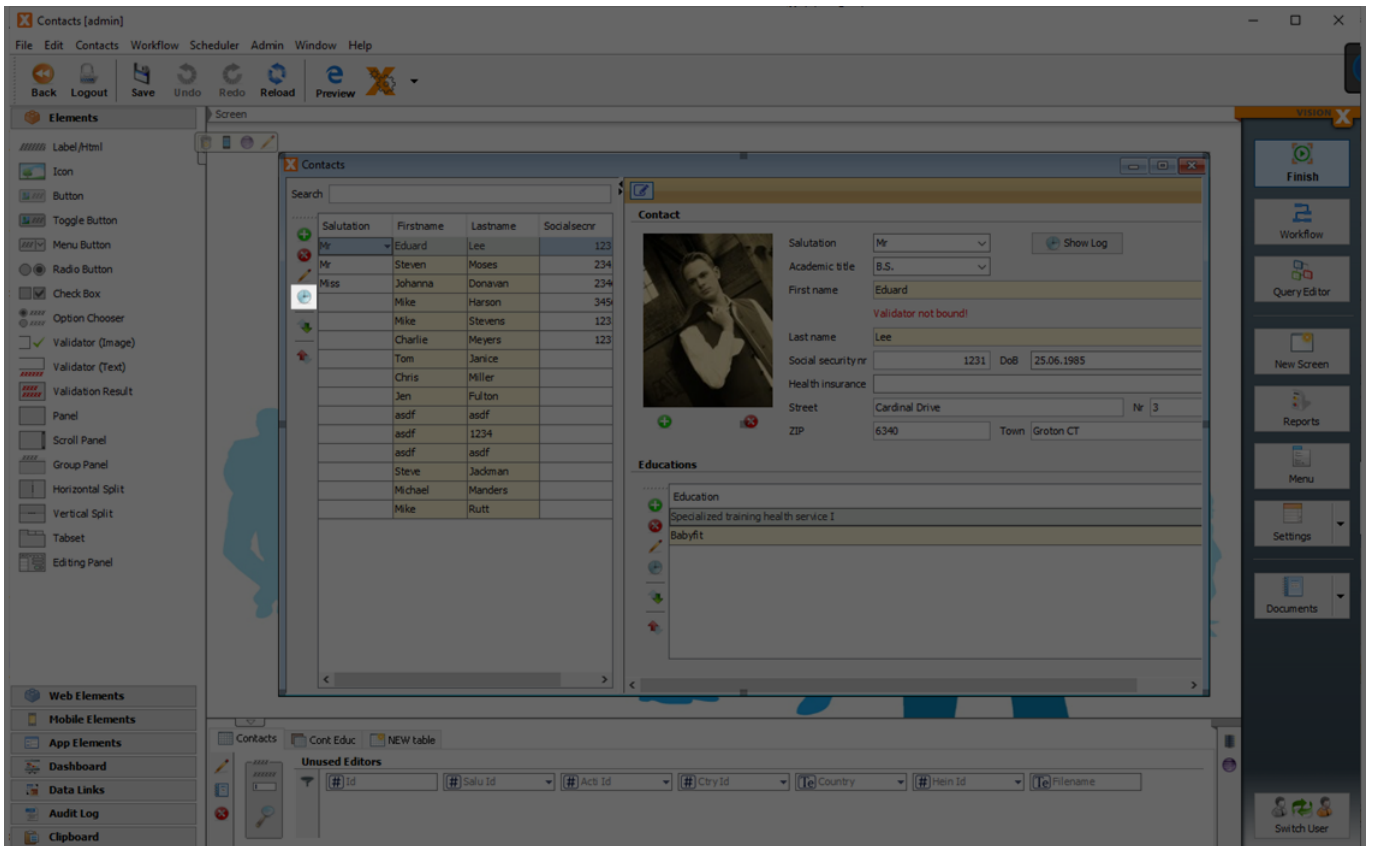 Contacts [admin]
File Edit Contacts Workflow Scheduler Admin Window Help
Back Logout Save Undo Redo Reload Preview
Elements
Screen
VISION X
Label/Html
Icon
Button
Toggle Button
Menu Button
Radio Button
Check Box
Option Chooser
Validator (Image)
Validator (Text)
Validation Result
Panel
Scroll Panel
Group Panel
Horizontal Split
Vertical Split
Tabset
Editing Panel
Web Elements
Mobile Elements
App Elements
Dashboard
Data Links
Audit Log
Clipboard
Contacts
Search
Salutation Firstname Lastname Socialsecnr
Mr Eduard Lee 123
Mr Steven Moses 234
Miss Johanna Donavan 234
Mike Harson 345
Mike Stevens 123
Charlie Meyers 123
Tom Janice
Chris Miller
Jen Fulton
asdf asdf
asdf 1234
asdf asdf
Steve Jackman
Michael Manders
Mike Rutt
Contact
Salutation Mr Show Log
Academic title B.S.
First name Eduard
Validator not bound!
Last name Lee
Social security nr 1231 DoB 25.06.1985
Health insurance
Street Cardinal Drive Nr 3
ZIP 6340 Town Groton CT
Educations
Education
Specialized training health service I
Babyfit
Contacts Cont Educ NEW table
Unused Editors
# Id # Salu Id # Acti Id # Ctry Id Te Country # Hein Id Te Filename
Finish
Workflow
Query Editor
New Screen
Reports
Menu
Settings
Documents
Switch User